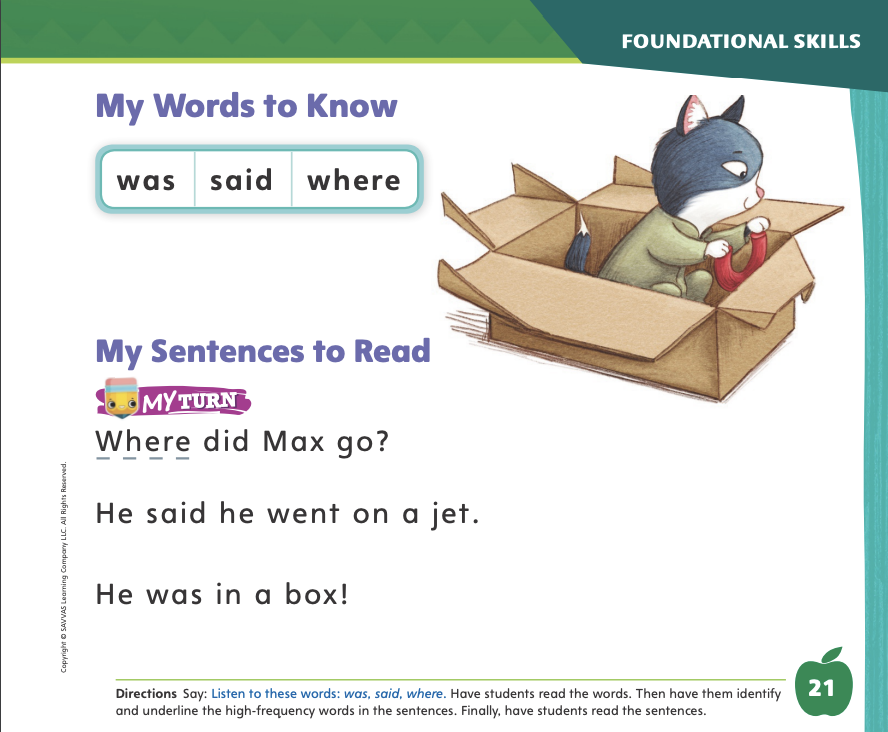 FOUNDATIONAL SKILLS
My Words to Know
was said where
My Sentences to Read
MY TURN
Where did Max go?
He said he went on a jet.
He was in a box!
Copyright © SAVVAS Learning Company LLC. All Rights Reserved.
Directions Say: Listen to these words: was, said, where. Have students read the words. Then have them identify
and underline the high-frequency words in the sentences. Finally, have students read the sentences.
21